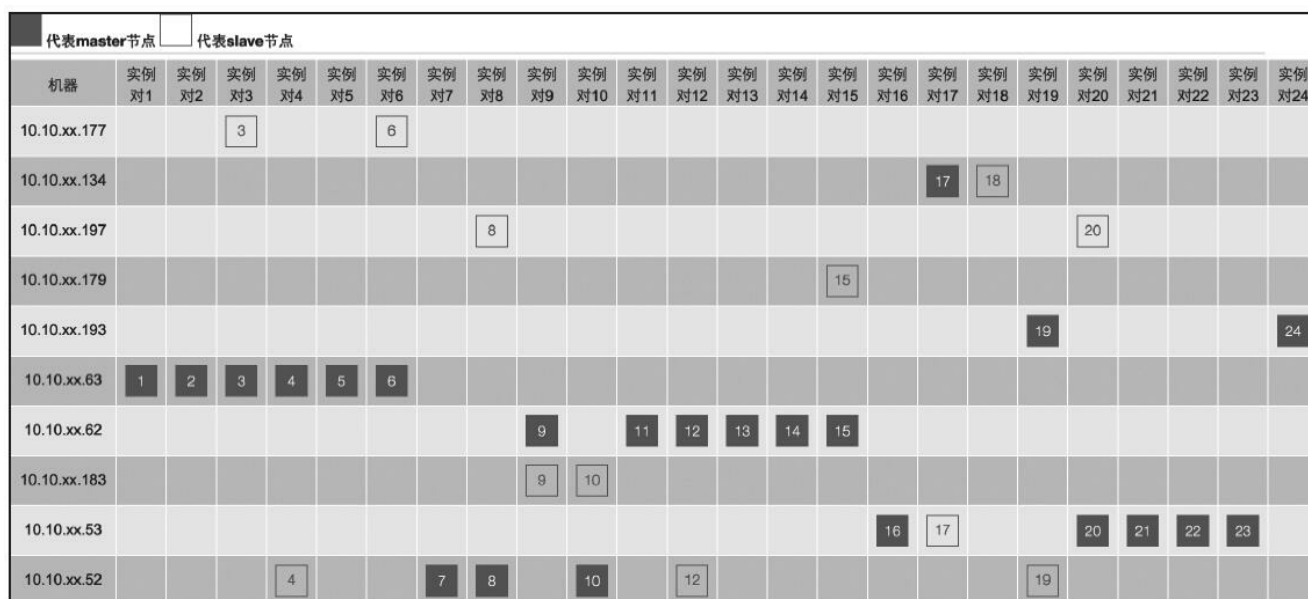 代表master节点 代表slave节点
机器 实例对1 实例对2 实例对3 实例对4 实例对5 实例对6 实例对7 实例对8 实例对9 实例对10 实例对11 实例对12 实例对13 实例对14 实例对15 实例对16 实例对17 实例对18 实例对19 实例对20 实例对21 实例对22 实例对23 实例对24
10.10.xx.177 3 6
10.10.xx.134 17 18
10.10.xx.197 8 20
10.10.xx.179 15
10.10.xx.193 19 24
10.10.xx.63 1 2 3 4 5 6
10.10.xx.62 9 11 12 13 14 15
10.10.xx.183 9 10
10.10.xx.53 16 17 20 21 22 23
10.10.xx.52 4 7 8 10 12 19